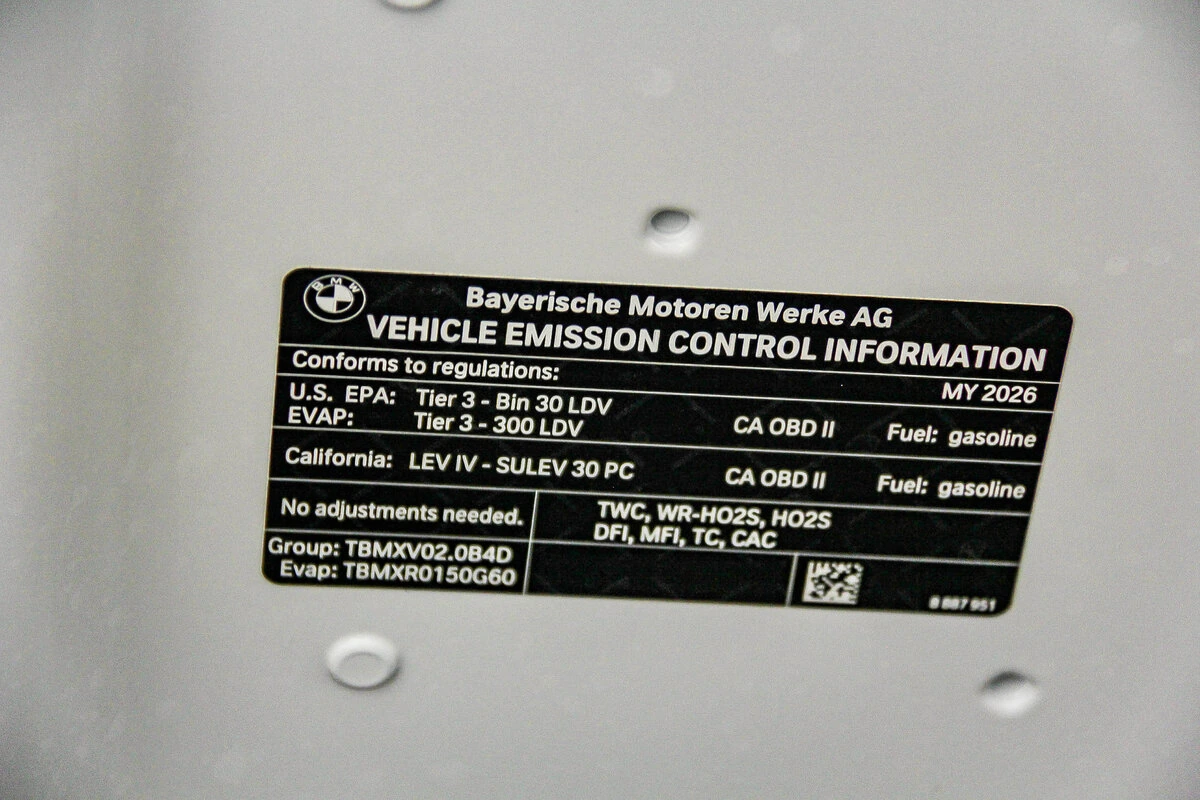 BMW
Bayerische Motoren Werke AG
VEHICLE EMISSION CONTROL INFORMATION
Conforms to regulations: MY 2026
U.S. EPA: Tier 3 - Bin 30 LDV CA OBD II Fuel: gasoline
EVAP: Tier 3 - 300 LDV
California: LEV IV - SULEV 30 PC CA OBD II Fuel: gasoline
No adjustments needed. TWC, WR-HO2S, HO2S
DFI, MFI, TC, CAC
Group: TBMXV02.0B4D
Evap: TBMXR0150G60
8 887 951